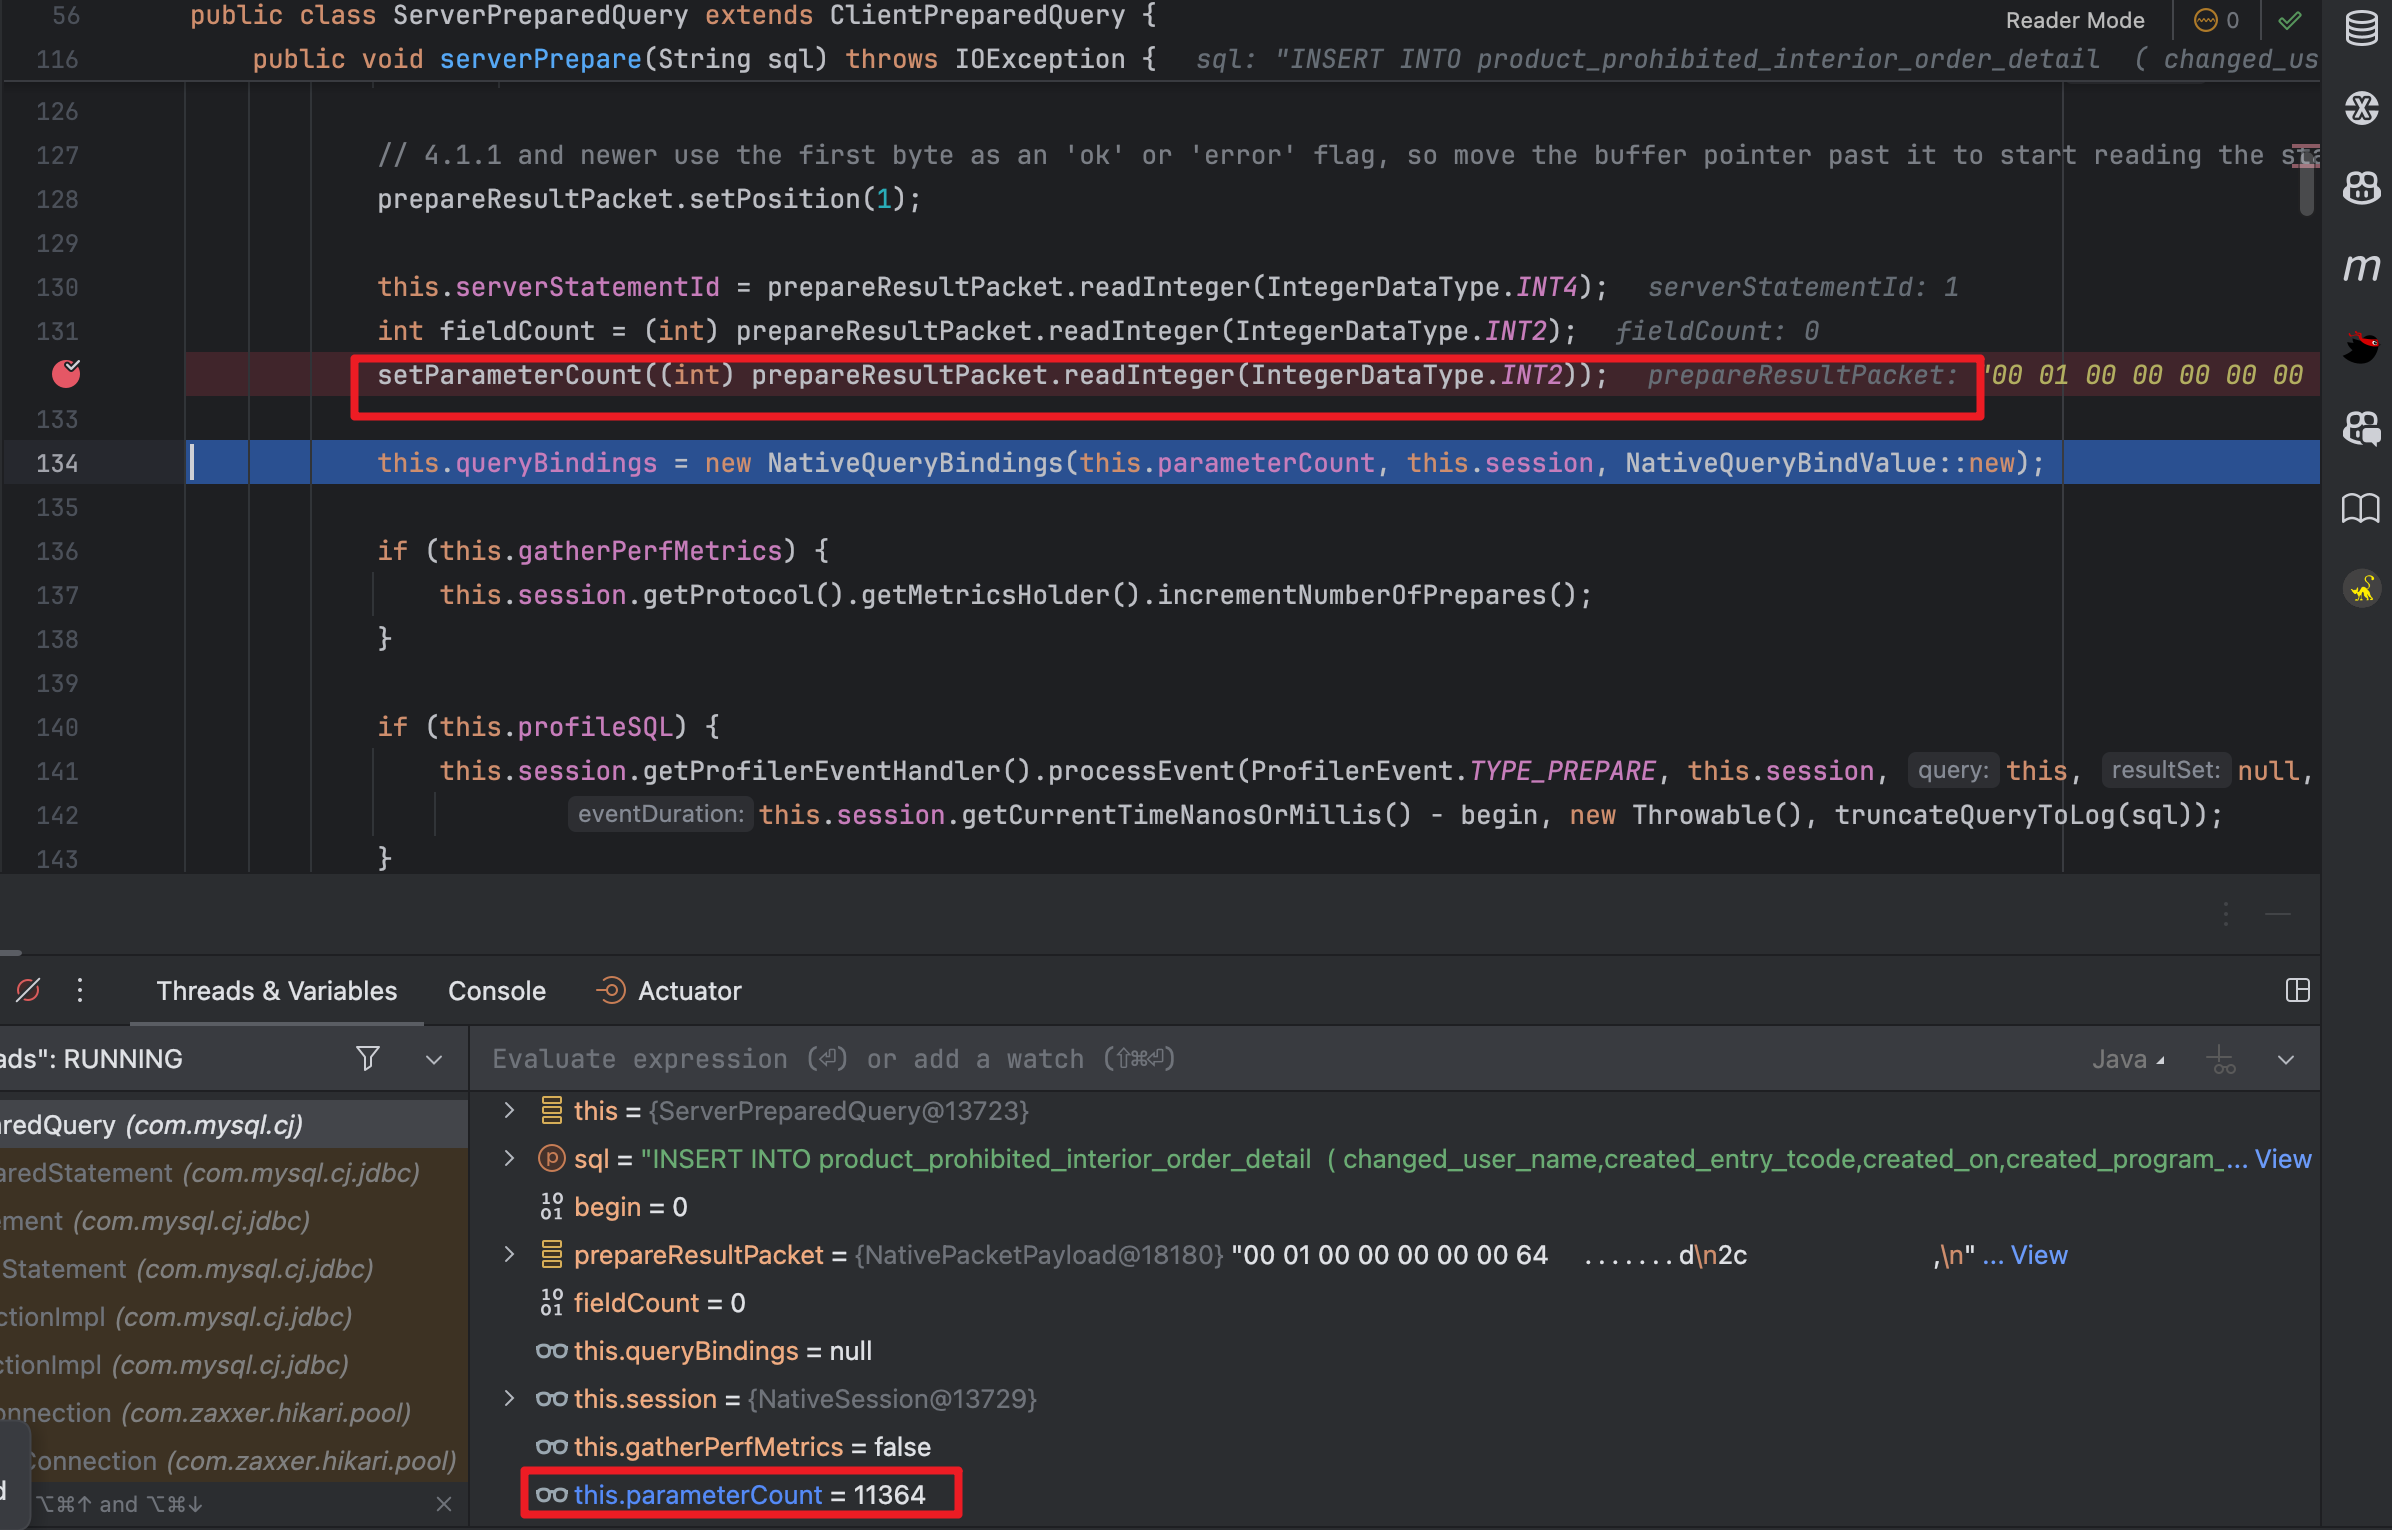 56 public class ServerPreparedQuery extends ClientPreparedQuery {
Reader Mode 0
116 public void serverPrepare(String sql) throws IOException { sql: "INSERT INTO product_prohibited_interior_order_detail ( changed_us
126
127 // 4.1.1 and newer use the first byte as an 'ok' or 'error' flag, so move the buffer pointer past it to start reading the sta
128 prepareResultPacket.setPosition(1);
129
130 this.serverStatementId = prepareResultPacket.readInteger(IntegerDataType.INT4); serverStatementId: 1
131 int fieldCount = (int) prepareResultPacket.readInteger(IntegerDataType.INT2); fieldCount: 0
setParameterCount((int) prepareResultPacket.readInteger(IntegerDataType.INT2)); prepareResultPacket: "00 01 00 00 00 00 00
133
134 this.queryBindings = new NativeQueryBindings(this.parameterCount, this.session, NativeQueryBindValue::new);
135
136 if (this.gatherPerfMetrics) {
137 this.session.getProtocol().getMetricsHolder().incrementNumberOfPrepares();
138 }
139
140 if (this.profileSQL) {
141 this.session.getProfilerEventHandler().processEvent(ProfilerEvent.TYPE_PREPARE, this.session, query: this, resultSet: null,
142 eventDuration: this.session.getCurrentTimeNanosOrMillis() - begin, new Throwable(), truncateQueryToLog(sql));
143 }
m
Threads & Variables Console Actuator
ads": RUNNING
Evaluate expression (⏎) or add a watch (⇧⌘⏎) Java
aredQuery (com.mysql.cj)
aredStatement (com.mysql.cj.jdbc)
ement (com.mysql.cj.jdbc)
Statement (com.mysql.cj.jdbc)
ctionImpl (com.mysql.cj.jdbc)
ctionImpl (com.mysql.cj.jdbc)
onnection (com.zaxxer.hikari.pool)
Connection (com.zaxxer.hikari.pool)
d ⌥⌘↑ and ⌥⌘↓
this = {ServerPreparedQuery@13723}
sql = "INSERT INTO product_prohibited_interior_order_detail ( changed_user_name,created_entry_tcode,created_on,created_program_... View
begin = 0
prepareResultPacket = {NativePacketPayload@18180} "00 01 00 00 00 00 00 64 .......d\n2c ,\n" ... View
fieldCount = 0
this.queryBindings = null
this.session = {NativeSession@13729}
this.gatherPerfMetrics = false
this.parameterCount = 11364